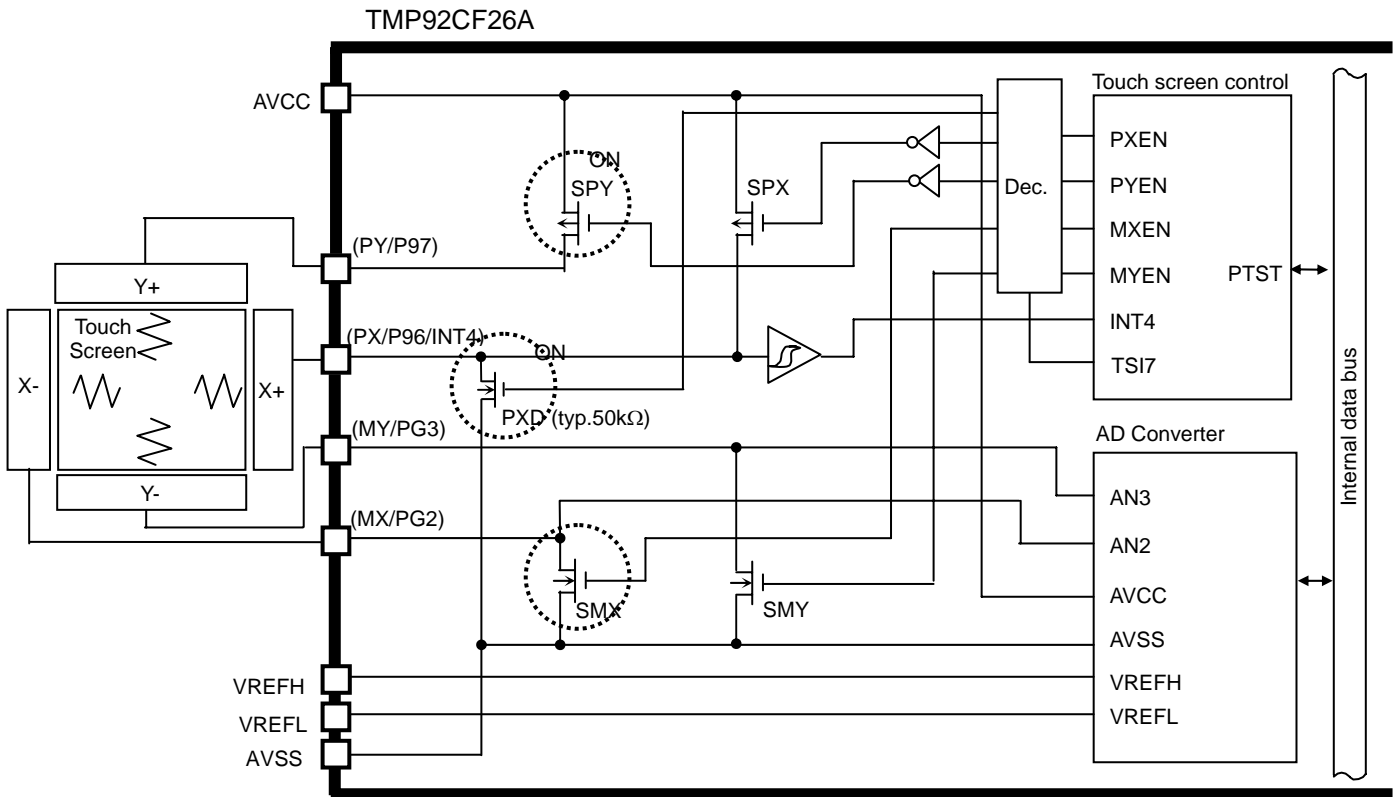 TMP92CF26A
Touch screen control
AVCC
PXEN
ON
SPY
SPX
Dec.
PYEN
MXEN
(PY/P97)
MYEN
PTST
Y+
INT4
Touch
Screen
(PX/P96/INT4)
ON
TSI7
X-
X+
PXD (typ.50kΩ)
(MY/PG3)
AD Converter
Internal data bus
Y-
AN3
(MX/PG2)
AN2
AVCC
SMX
SMY
AVSS
VREFH
VREFH
VREFL
VREFL
AVSS